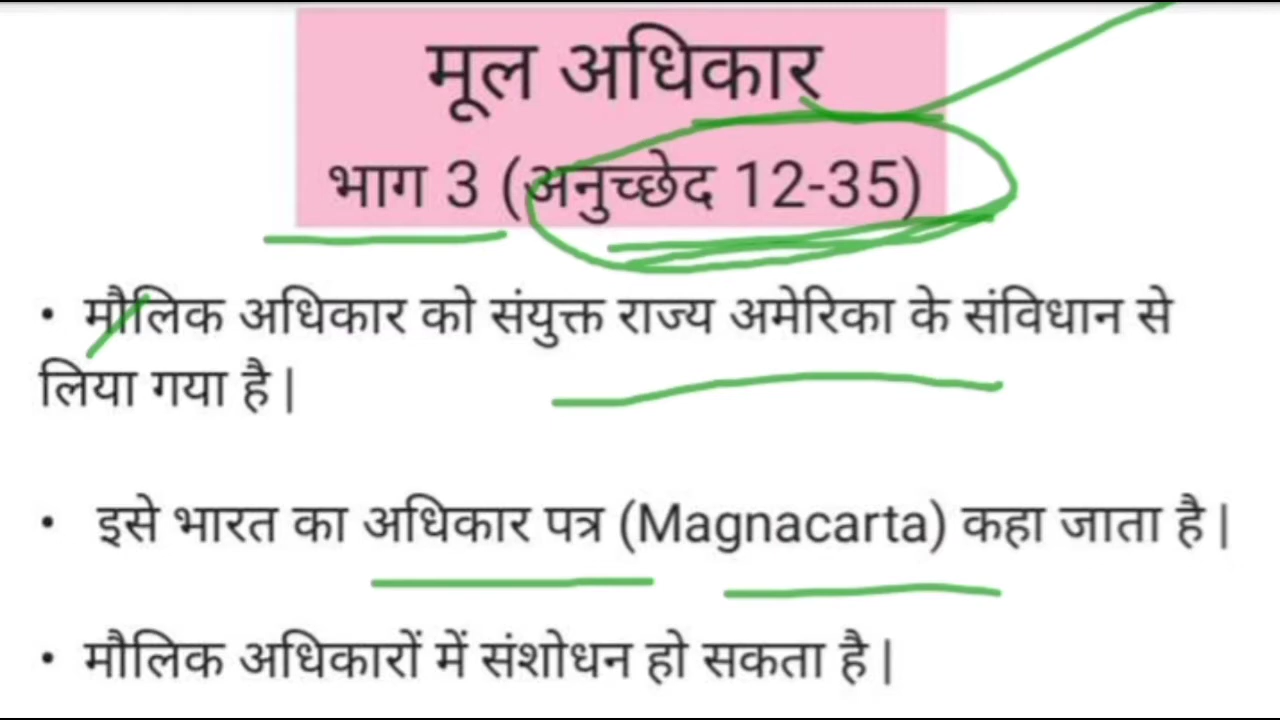 मूल अधिकार
भाग 3 (अनुच्छेद 12-35)
• मौलिक अधिकार को संयुक्त राज्य अमेरिका के संविधान से
लिया गया है |
• इसे भारत का अधिकार पत्र (Magnacarta) कहा जाता है |
• मौलिक अधिकारों में संशोधन हो सकता है |